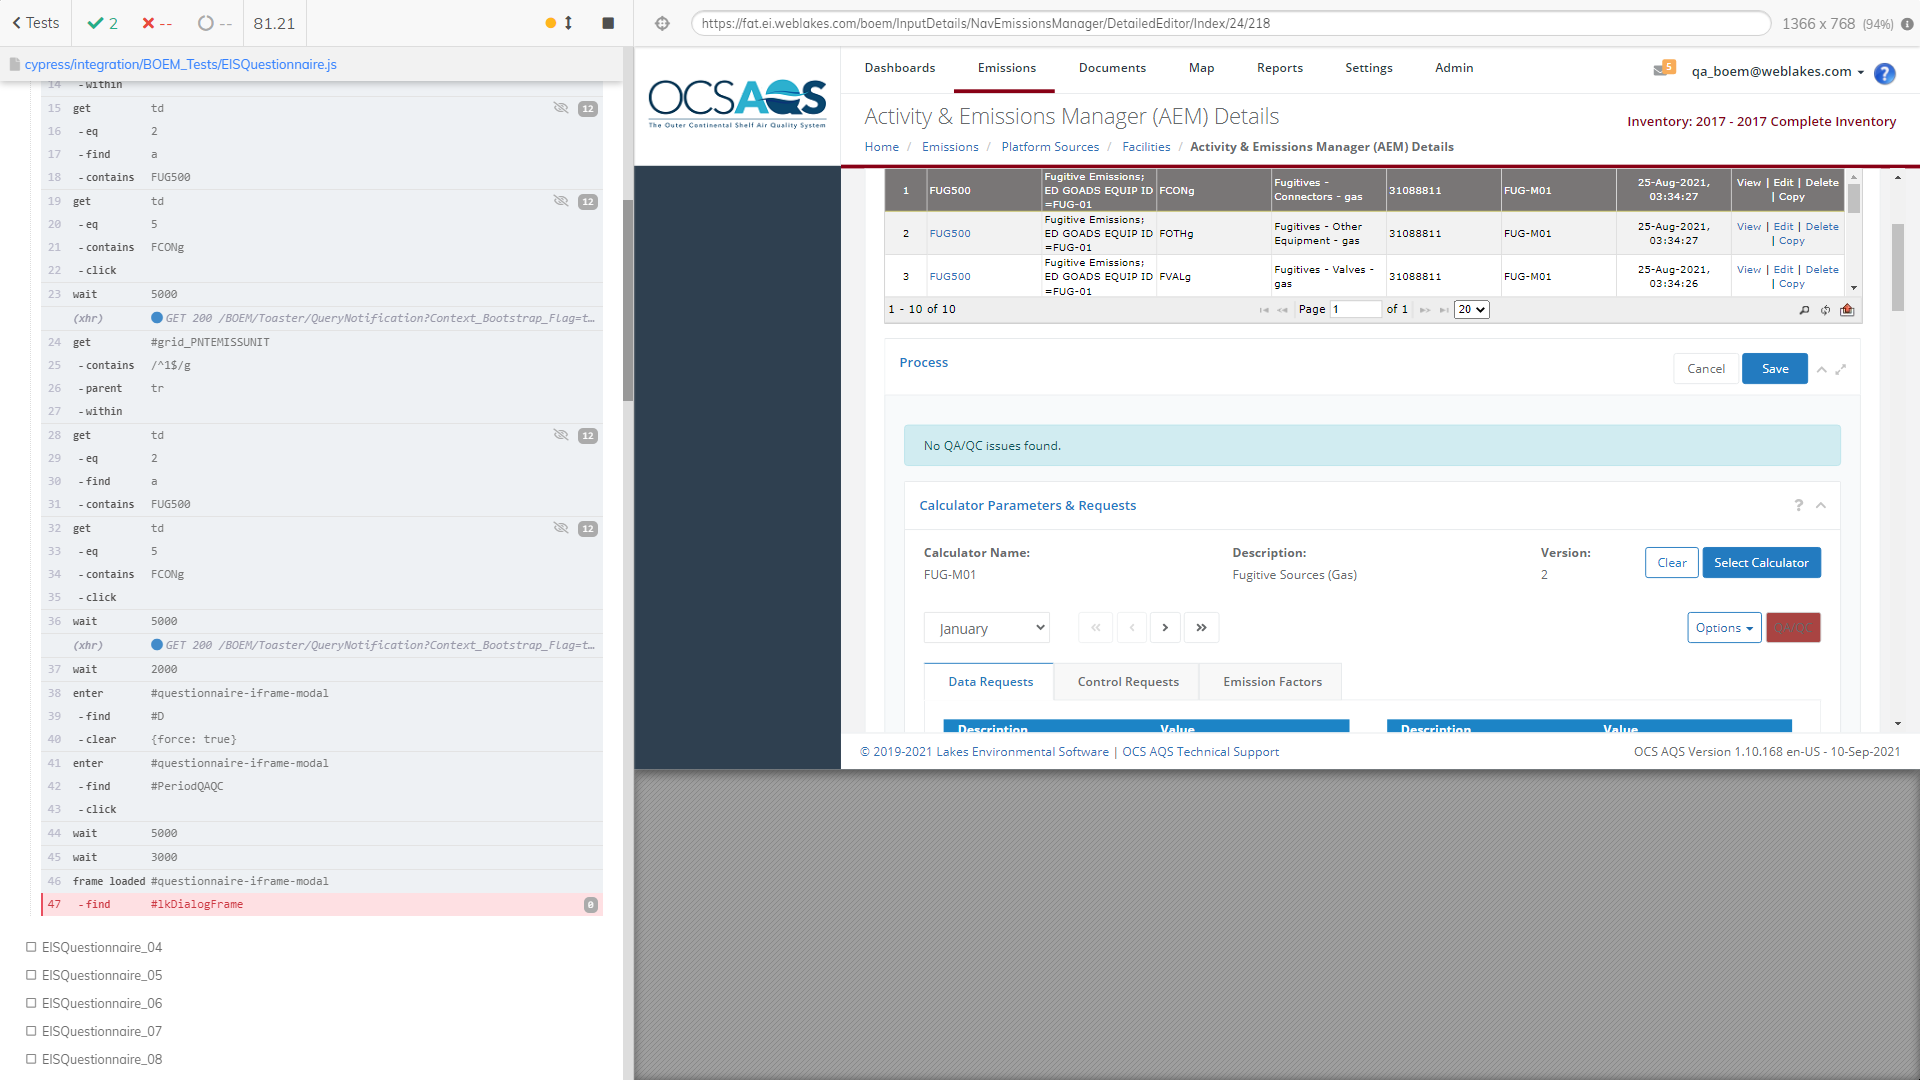 Tests
2
--
--
81.21
https://fat.ei.weblakes.com/boem/InputDetails/NavEmissionsManager/DetailedEditor/Index/24/218
1366 x 768 (94%)
cypress/integration/BOEM_Tests/EISQuestionnaire.js
14 -within
15 get td 12
16 -eq 2
17 -find a
18 -contains FUG500
19 get td 12
20 -eq 5
21 -contains FCONg
22 -click
23 wait 5000
(xhr) GET 200 /BOEM/Toaster/QueryNotification?Context_Bootstrap_Flag=t…
24 get #grid_PNTEMISSUNIT
25 -contains /^1$/g
26 -parent tr
27 -within
28 get td 12
29 -eq 2
30 -find a
31 -contains FUG500
32 get td 12
33 -eq 5
34 -contains FCONg
35 -click
36 wait 5000
(xhr) GET 200 /BOEM/Toaster/QueryNotification?Context_Bootstrap_Flag=t…
37 wait 2000
38 enter #questionnaire-iframe-modal
39 -find #D
40 -clear {force: true}
41 enter #questionnaire-iframe-modal
42 -find #PeriodQAQC
43 -click
44 wait 5000
45 wait 3000
46 frame loaded #questionnaire-iframe-modal
47 -find #lkDialogFrame 0
EISQuestionnaire_04
EISQuestionnaire_05
EISQuestionnaire_06
EISQuestionnaire_07
EISQuestionnaire_08
OCSAQS
The Outer Continental Shelf Air Quality System
Dashboards Emissions Documents Map Reports Settings Admin
5
qa_boem@weblakes.com
?
Activity & Emissions Manager (AEM) Details
Inventory: 2017 - 2017 Complete Inventory
Home / Emissions / Platform Sources / Facilities / Activity & Emissions Manager (AEM) Details
1 FUG500 Fugitive Emissions; ED GOADS EQUIP ID =FUG-01 FCONg Fugitives - Connectors - gas 31088811 FUG-M01 25-Aug-2021, 03:34:27 View | Edit | Delete | Copy
2 FUG500 Fugitive Emissions; ED GOADS EQUIP ID =FUG-01 FOTHg Fugitives - Other Equipment - gas 31088811 FUG-M01 25-Aug-2021, 03:34:27 View | Edit | Delete | Copy
3 FUG500 Fugitive Emissions; ED GOADS EQUIP ID =FUG-01 FVALg Fugitives - Valves - gas 31088811 FUG-M01 25-Aug-2021, 03:34:26 View | Edit | Delete | Copy
1 - 10 of 10
Page 1 of 1 20
Process
Cancel Save
No QA/QC issues found.
Calculator Parameters & Requests
?
Calculator Name: Description: Version:
FUG-M01 Fugitive Sources (Gas) 2
Clear Select Calculator
January
Options QA/QC
Data Requests Control Requests Emission Factors
Description Value Description Value
© 2019-2021 Lakes Environmental Software | OCS AQS Technical Support
OCS AQS Version 1.10.168 en-US - 10-Sep-2021